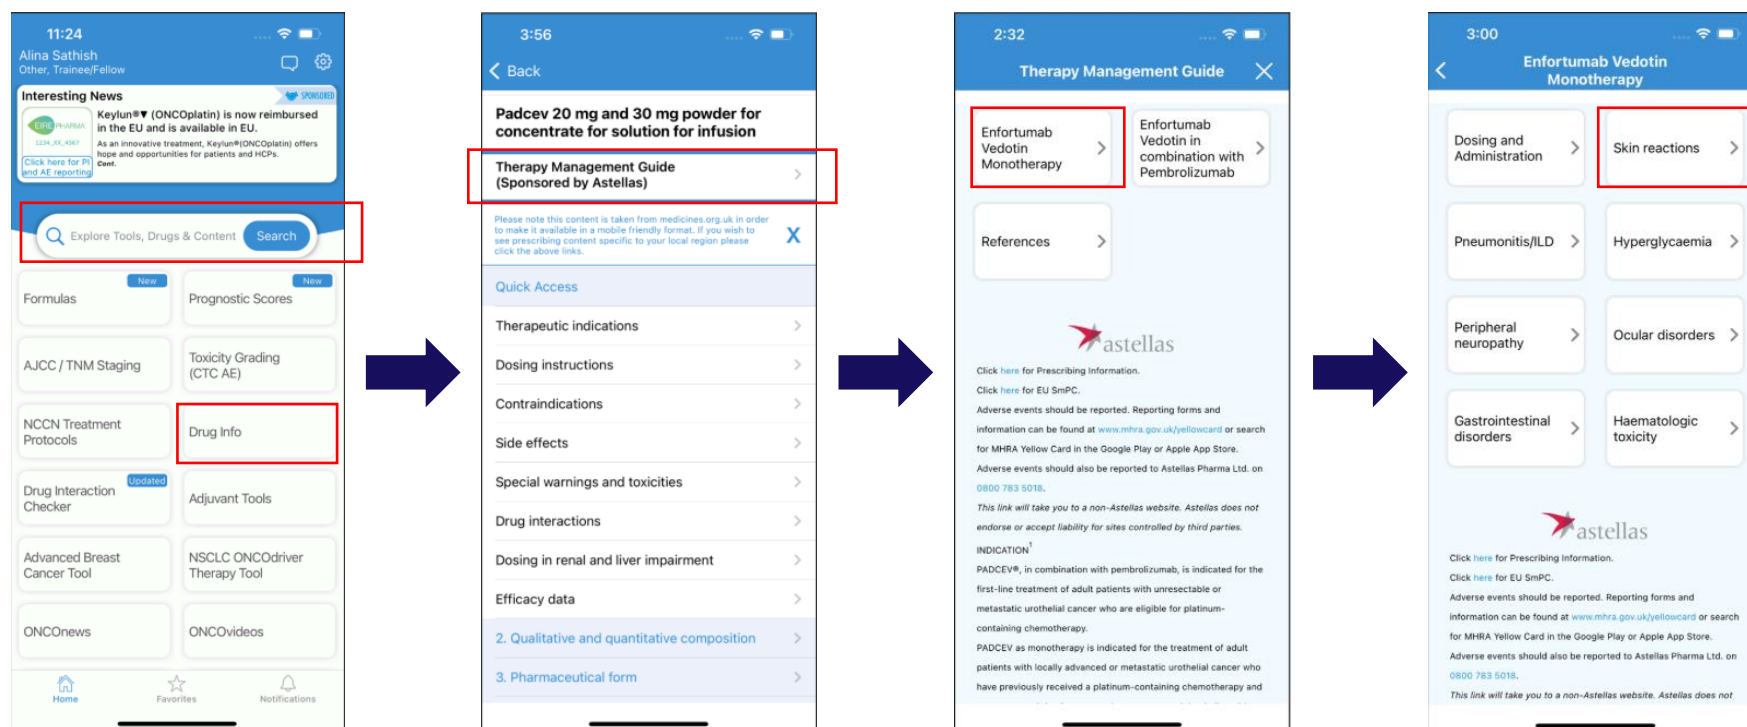 11:24
Alina Sathish
Other, Trainee/Fellow
Interesting News
SPONSORED
EIRE PHARMA
1234_XX_4567
Click here for PI
and AE reporting
Keylun®▼ (ONCOplatin) is now reimbursed
in the EU and is available in EU.
As an innovative treatment, Keylun®(ONCOplatin) offers
hope and opportunities for patients and HCPs.
Cont.
Explore Tools, Drugs & Content
Search
New
Formulas
New
Prognostic Scores
AJCC / TNM Staging
Toxicity Grading
(CTC AE)
NCCN Treatment
Protocols
Drug Info
Updated
Drug Interaction
Checker
Adjuvant Tools
Advanced Breast
Cancer Tool
NSCLC ONCOdriver
Therapy Tool
ONCOnews
ONCOvideos
Home
Favorites
Notifications
3:56
Back
Padcev 20 mg and 30 mg powder for
concentrate for solution for infusion
Therapy Management Guide
(Sponsored by Astellas)
Please note this content is taken from medicines.org.uk in order
to make it available in a mobile friendly format. If you wish to
see prescribing content specific to your local region please
click the above links.
X
Quick Access
Therapeutic indications
Dosing instructions
Contraindications
Side effects
Special warnings and toxicities
Drug interactions
Dosing in renal and liver impairment
Efficacy data
2. Qualitative and quantitative composition
3. Pharmaceutical form
2:32
Therapy Management Guide
Enfortumab
Vedotin
Monotherapy
Enfortumab
Vedotin in
combination with
Pembrolizumab
References
astellas
Click here for Prescribing Information.
Click here for EU SmPC.
Adverse events should be reported. Reporting forms and
information can be found at www.mhra.gov.uk/yellowcard or search
for MHRA Yellow Card in the Google Play or Apple App Store.
Adverse events should also be reported to Astellas Pharma Ltd. on
0800 783 5018.
This link will take you to a non-Astellas website. Astellas does not
endorse or accept liability for sites controlled by third parties.
INDICATION1
PADCEV®, in combination with pembrolizumab, is indicated for the
first-line treatment of adult patients with unresectable or
metastatic urothelial cancer who are eligible for platinum-
containing chemotherapy.
PADCEV as monotherapy is indicated for the treatment of adult
patients with locally advanced or metastatic urothelial cancer who
have previously received a platinum-containing chemotherapy and
3:00
Enfortumab Vedotin
Monotherapy
Dosing and
Administration
Skin reactions
Pneumonitis/ILD
Hyperglycaemia
Peripheral
neuropathy
Ocular disorders
Gastrointestinal
disorders
Haematologic
toxicity
astellas
Click here for Prescribing Information.
Click here for EU SmPC.
Adverse events should be reported. Reporting forms and
information can be found at www.mhra.gov.uk/yellowcard or search
for MHRA Yellow Card in the Google Play or Apple App Store.
Adverse events should also be reported to Astellas Pharma Ltd. on
0800 783 5018.
This link will take you to a non-Astellas website. Astellas does not